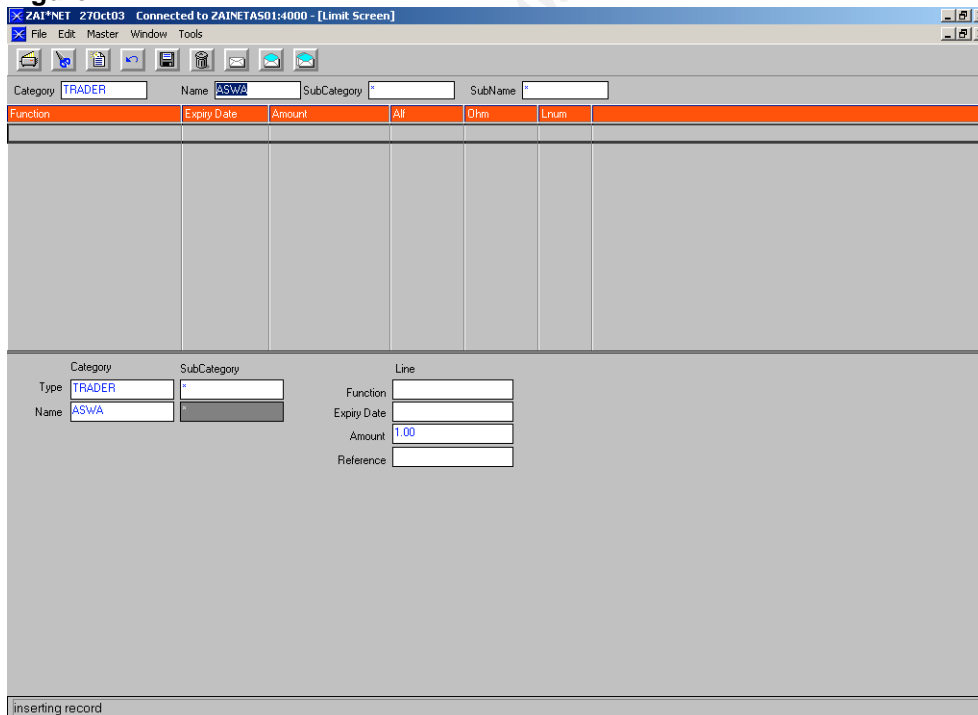 ZAI*NET 27Oct03 Connected to ZAINETAS01:4000 - [Limit Screen]
File Edit Master Window Tools
Category TRADER Name ASWA SubCategory * SubName *
Function Expiry Date Amount Alf Ohm Lnum
Category SubCategory Line
Type TRADER * Function
Name ASWA * Expiry Date
Amount 1.00
Reference
inserting record